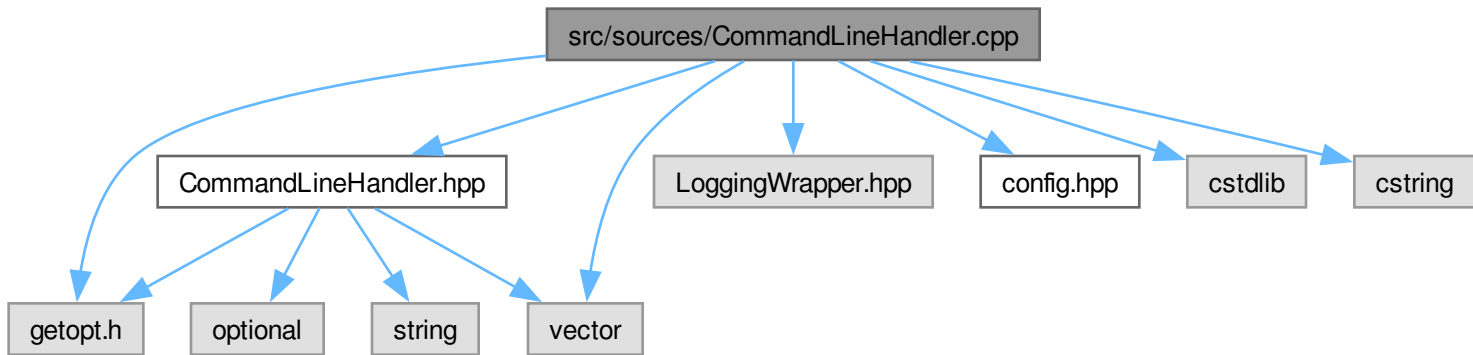 src/sources/CommandLineHandler.cpp
CommandLineHandler.hpp
LoggingWrapper.hpp
config.hpp
cstdlib
cstring
getopt.h
optional
string
vector